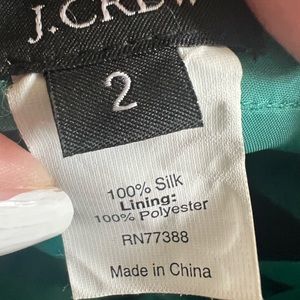 J.CREW
2
100% Silk
Lining:
100% Polyester
RN77388
Made in China